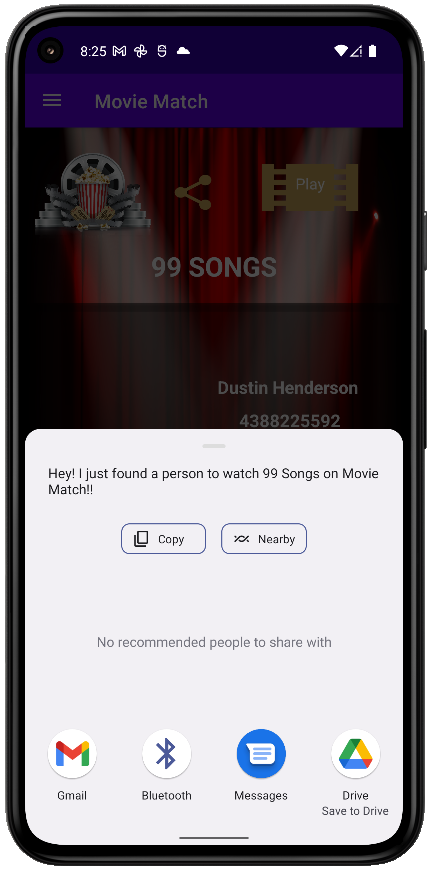 8:25
Movie Match
Play
99 SONGS
Dustin Henderson
4388225592
Hey! I just found a person to watch 99 Songs on Movie
Match!!
Copy
Nearby
No recommended people to share with
Gmail
Bluetooth
Messages
Drive
Save to Drive